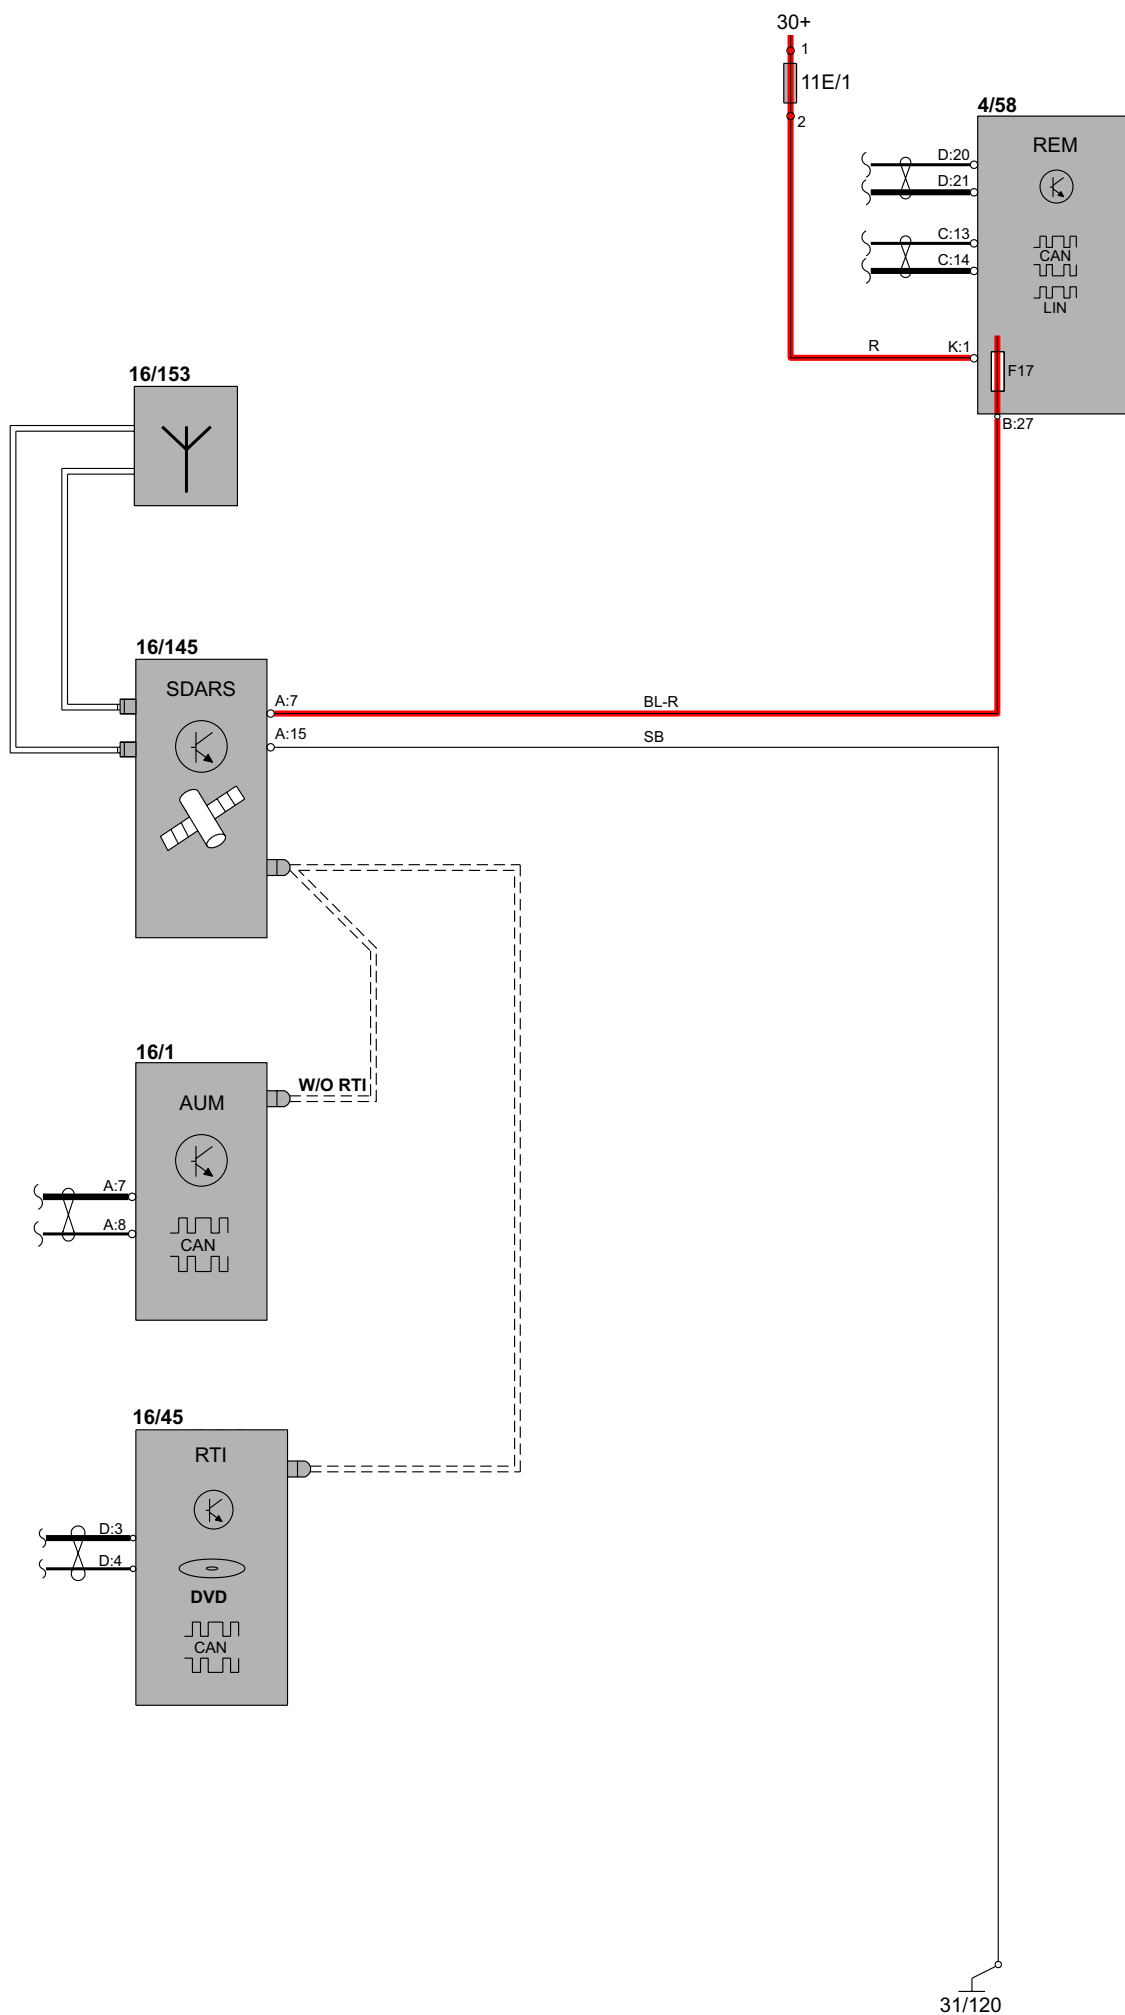 30+
1
11E/1
2
4/58
REM
D:20
D:21
C:13
C:14
CAN
LIN
R
K:1
F17
B:27
16/153
16/145
SDARS
A:7
BL-R
A:15
SB
16/1
AUM
W/O RTI
A:7
A:8
CAN
16/45
RTI
D:3
D:4
DVD
CAN
31/120